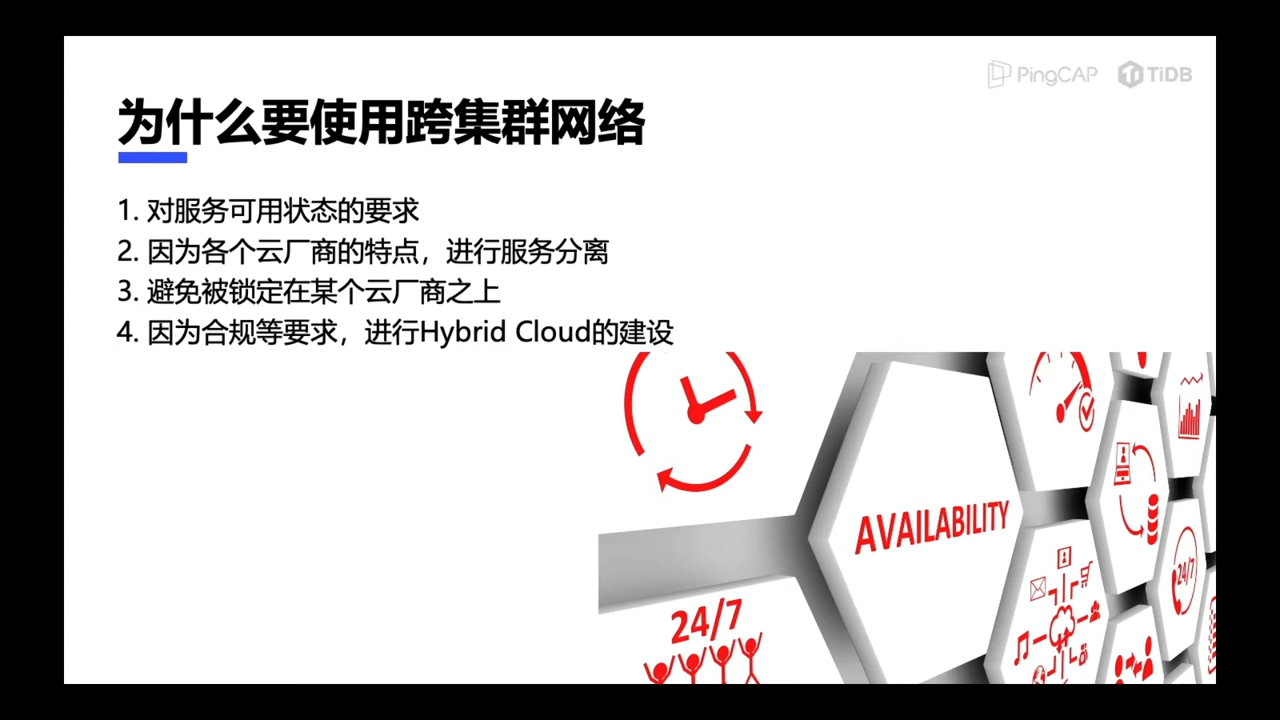 PingCAP TiDB
为什么要使用跨集群网络
1. 对服务可用状态的要求
2. 因为各个云厂商的特点，进行服务分离
3. 避免被锁定在某个云厂商之上
4. 因为合规等要求，进行Hybrid Cloud的建设
AVAILABILITY
24/7
24/7